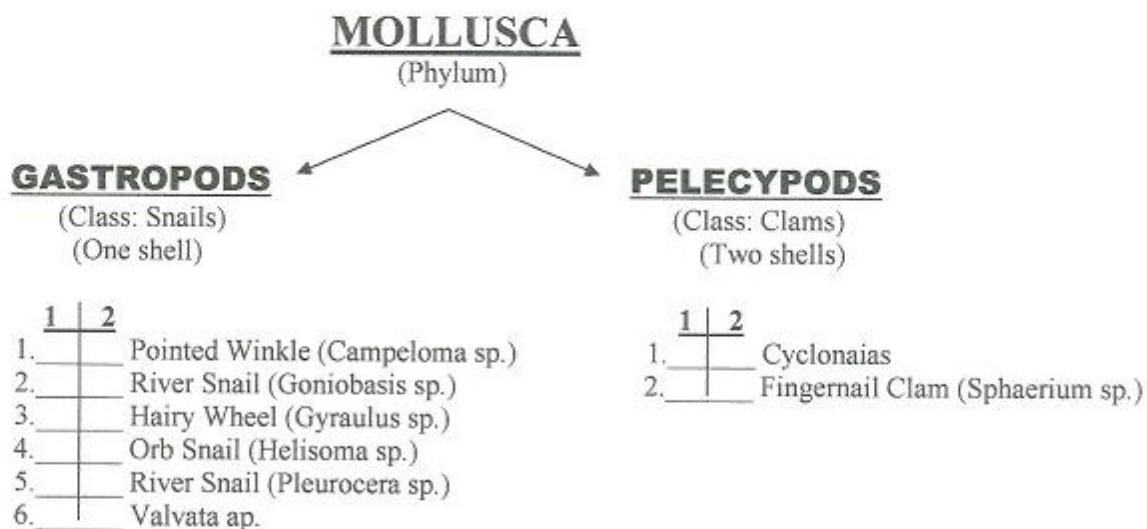 MOLLUSCA
(Phylum)
GASTROPODS
(Class: Snails)
(One shell)
1 2
1. Pointed Winkle (Campeloma sp.)
2. River Snail (Goniobasis sp.)
3. Hairy Wheel (Gyraulus sp.)
4. Orb Snail (Helisoma sp.)
5. River Snail (Pleurocera sp.)
6. Valvata ap.
PELECYPODS
(Class: Clams)
(Two shells)
1 2
1. Cyclonaias
2. Fingernail Clam (Sphaerium sp.)